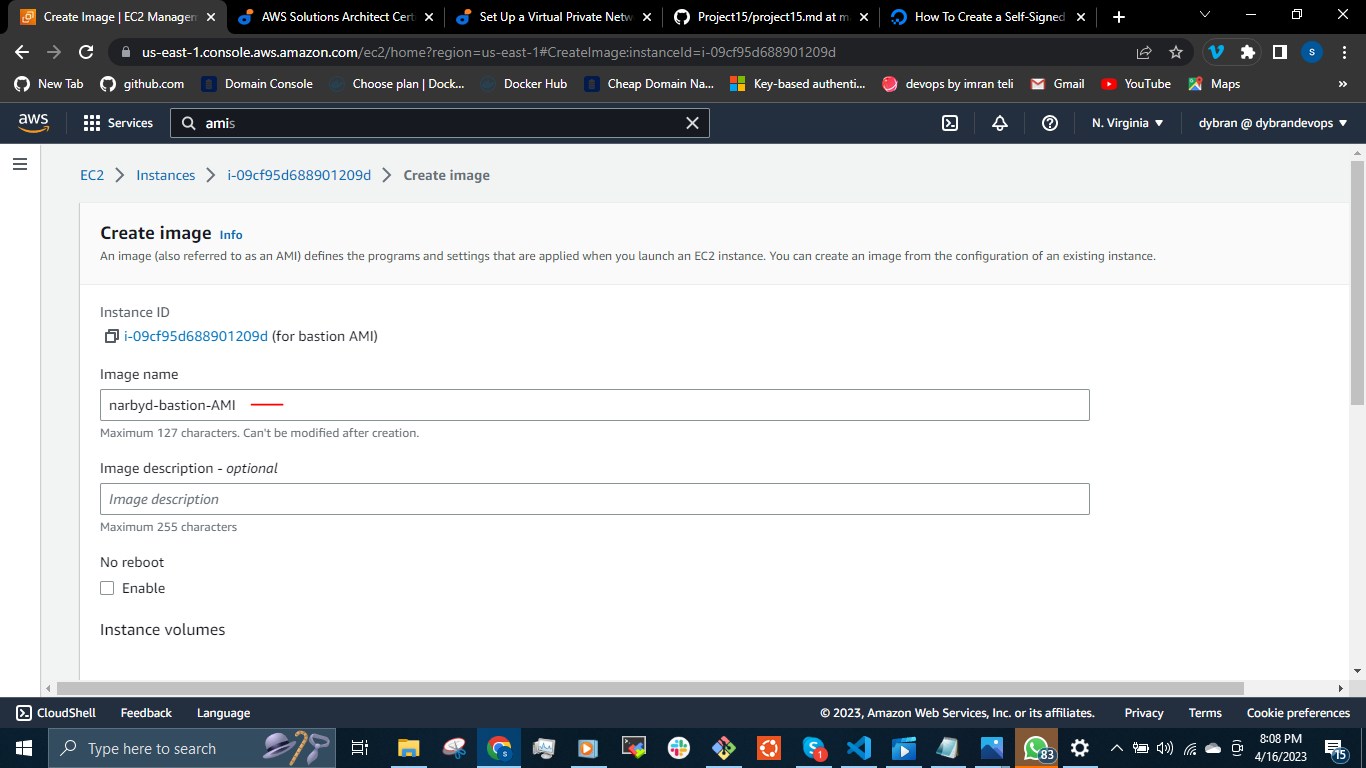 Create Image | EC2 Managem
AWS Solutions Architect Certi
Set Up a Virtual Private Netw
Project15/project15.md at ma
How To Create a Self-Signed
us-east-1.console.aws.amazon.com/ec2/home?region=us-east-1#CreateImage:instanceId=i-09cf95d688901209d
S
New Tab
github.com
Domain Console
Choose plan | Dock...
Docker Hub
Cheap Domain Na...
Key-based authenti...
devops by imran teli
Gmail
YouTube
Maps
»
aws
Services
amis
N. Virginia
dybran @ dybrandevops
EC2
Instances
i-09cf95d688901209d
Create image
Create image Info
An image (also referred to as an AMI) defines the programs and settings that are applied when you launch an EC2 instance. You can create an image from the configuration of an existing instance.
Instance ID
i-09cf95d688901209d (for bastion AMI)
Image name
narbyd-bastion-AMI
Maximum 127 characters. Can't be modified after creation.
Image description - optional
Image description
Maximum 255 characters
No reboot
Enable
Instance volumes
CloudShell
Feedback
Language
© 2023, Amazon Web Services, Inc. or its affiliates.
Privacy
Terms
Cookie preferences
Type here to search
1
83
8:08 PM
4/16/2023
15